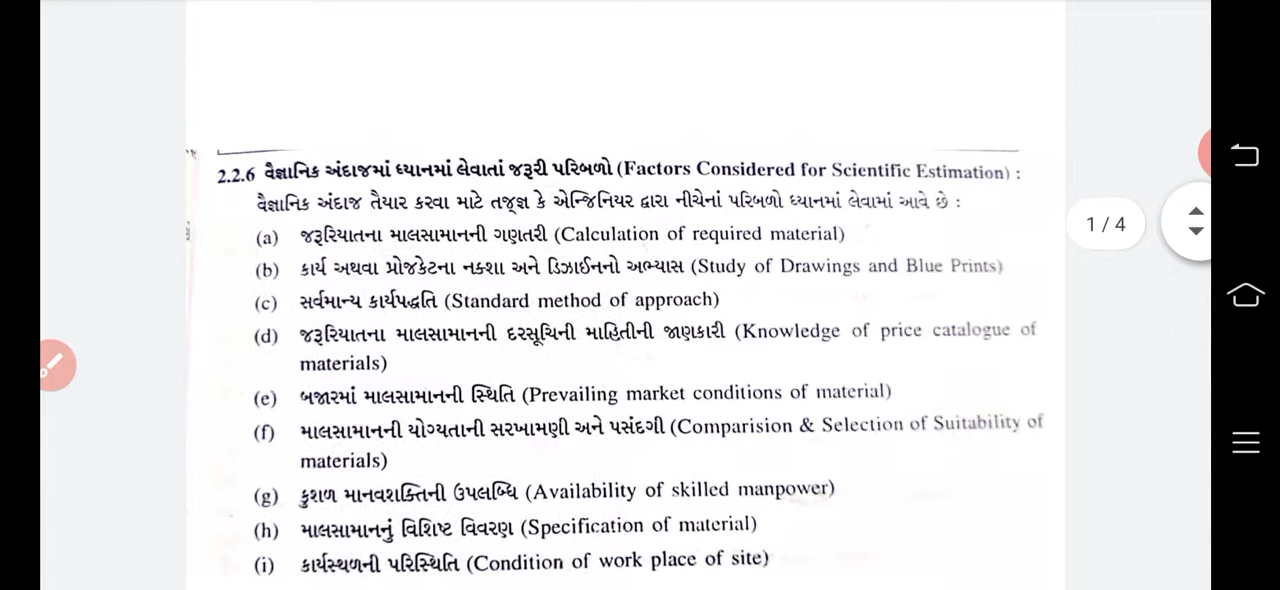 2.2.6 વૈજ્ઞાનિક અંદાજમાં ધ્યાનમાં લેવાતાં જરૂરી પરિબળો (Factors Considered for Scientific Estimation) :
વૈજ્ઞાનિક અંદાજ તૈયાર કરવા માટે તજ્જ્ઞ કે એન્જિનિયર દ્વારા નીચેનાં પરિબળો ધ્યાનમાં લેવામાં આવે છે :
(a) જરૂરિયાતના માલસામાનની ગણતરી (Calculation of required material)
1 / 4
(b) કાર્ય અથવા પ્રોજકેટના નકશા અને ડિઝાઈનનો અભ્યાસ (Study of Drawings and Blue Prints)
(c) સર્વમાન્ય કાર્યપદ્ધતિ (Standard method of approach)
(d) જરૂરિયાતના માલસામાનની દરસૂચિની માહિતીની જાણકારી (Knowledge of price catalogue of
materials)
(e) બજારમાં માલસામાનની સ્થિતિ (Prevailing market conditions of material)
(f) માલસામાનની યોગ્યતાની સરખામણી અને પસંદગી (Comparision & Selection of Suitability of
materials)
(g) કુશળ માનવશક્તિની ઉપલબ્ધિ (Availability of skilled manpower)
(h) માલસામાનનું વિશિષ્ટ વિવરણ (Specification of material)
(i) કાર્યસ્થળની પરિસ્થિતિ (Condition of work place of site)